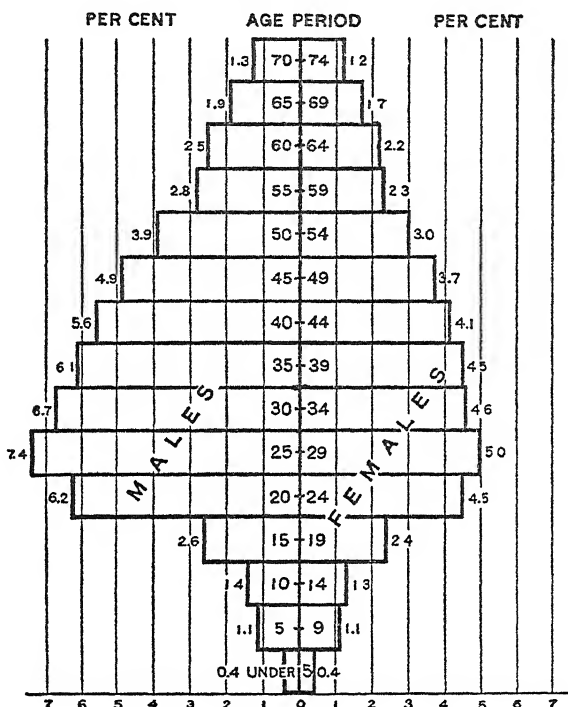 PER CENT AGE PERIOD PER CENT
1.3 70-74 1 2
1.9 65-69 1 7
2 5 60-64 2.2
2.8 55-59 2 3
3.9 50-54 3.0
4.9 45-49 3.7
5.6 40-44 4.1
6 1 35-39 4 5
6.7 30-34 4 6
7.4 25-29 5 0
6.2 20-24 4.5
MALES FEMALES
2.6 15-19 2 4
1 4 10-14 1 3
1.1 5-9 1.1
0.4 UNDER 5 0.4
7 6 5 4 3 2 1 0 1 2 3 4 5 6 7